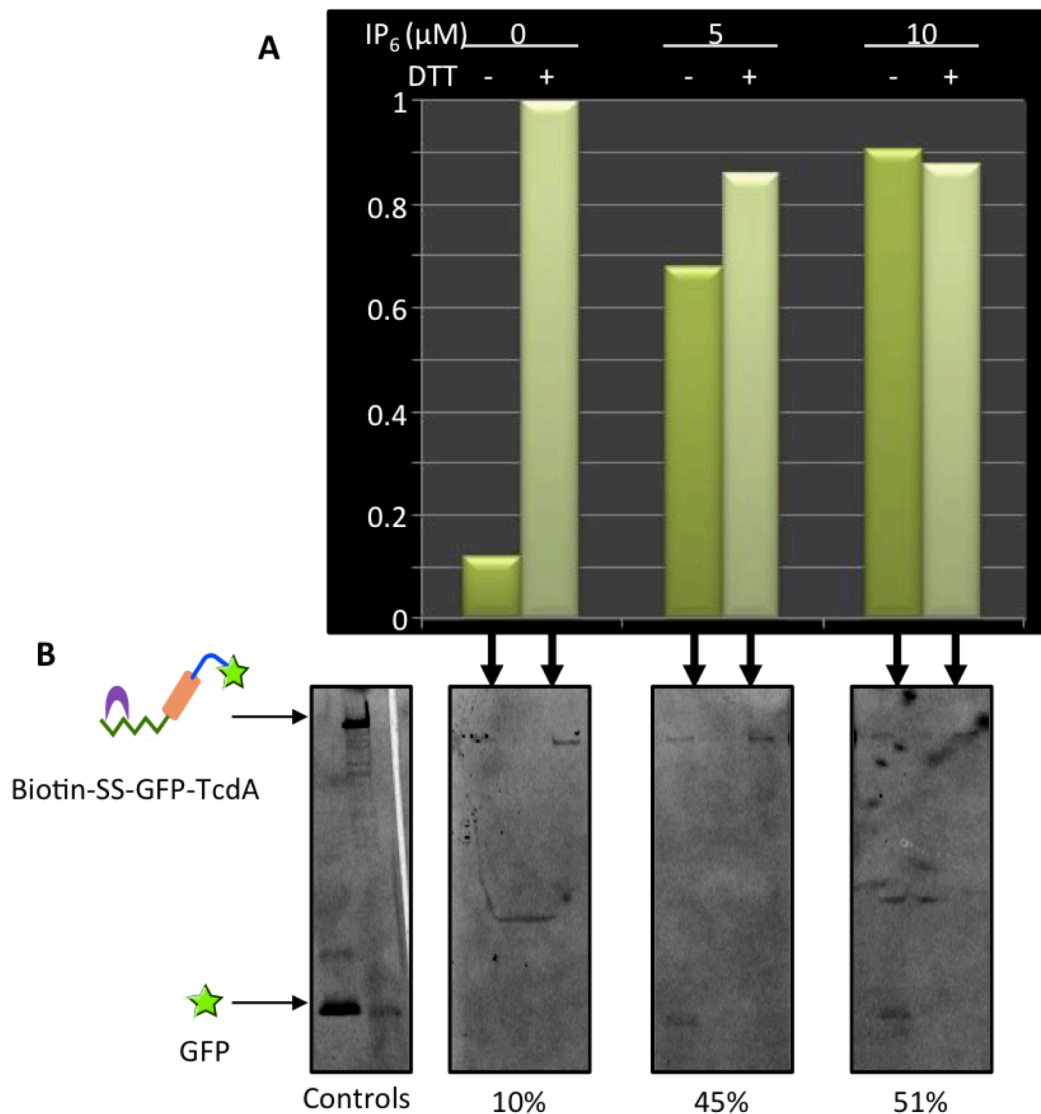 A
IP6 (µM) 0 5 10
DTT - + - + - +
1
0.8
0.6
0.4
0.2
0
B
Biotin-SS-GFP-TcdA
GFP
Controls 10% 45% 51%